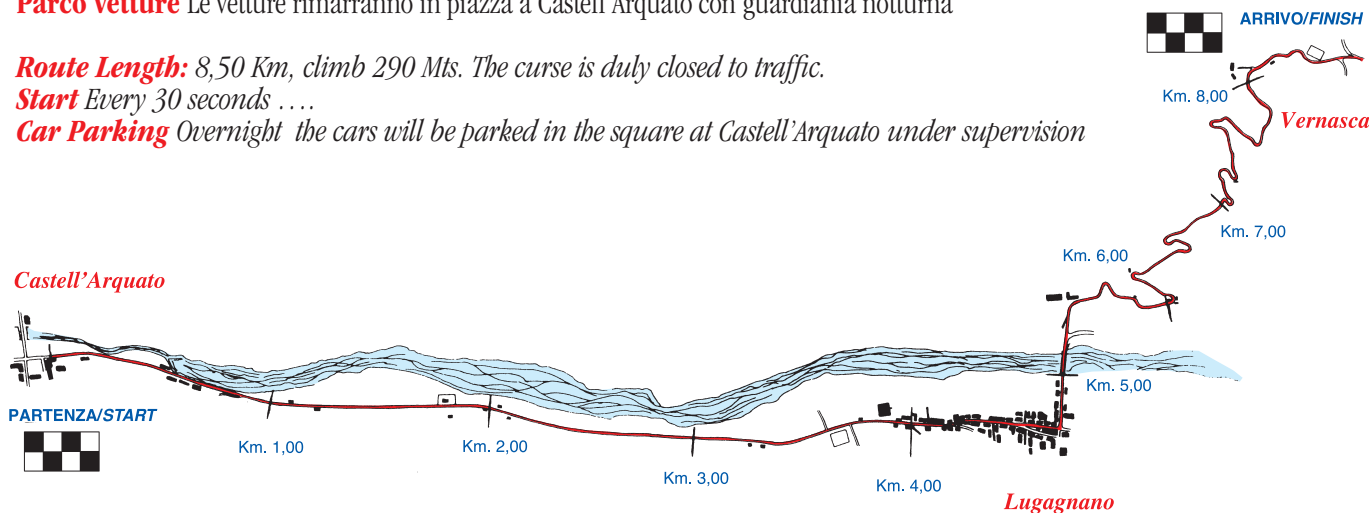 Parco Vetture Le vetture rimarranno in piazza a Castell'Arquato con guardiania notturna
ARRIVO/FINISH
Route Length: 8,50 Km, climb 290 Mts. The curse is duly closed to traffic.
Start Every 30 seconds ....
Car Parking Overnight the cars will be parked in the square at Castell'Arquato under supervision
Km. 8,00
Vernasca
Km. 7,00
Km. 6,00
Castell'Arquato
Km. 5,00
PARTENZA/START
Km. 1,00
Km. 2,00
Km. 3,00
Km. 4,00
Lugagnano